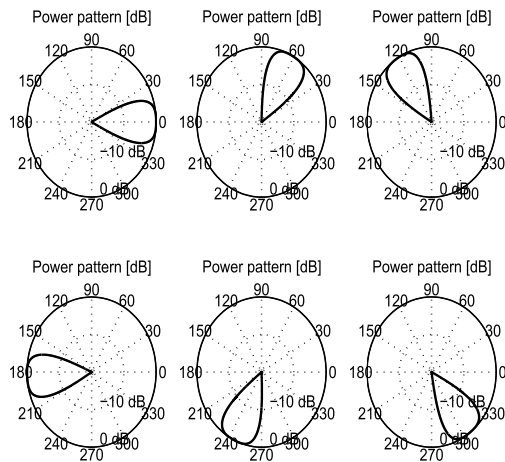 Power pattern [dB] Power pattern [dB] Power pattern [dB]
90 90 90
120 60 120 60 120 60
150 30 150 30 150 30
180 0 180 0 180 0
−10 dB −10 dB −10 dB
210 330 210 330 210 330
0 dB 0 dB 0 dB
240 300 240 300 240 300
270 270 270
Power pattern [dB] Power pattern [dB] Power pattern [dB]
90 90 90
120 60 120 60 120 60
150 30 150 30 150 30
180 0 180 0 180 0
−10 dB −10 dB −10 dB
210 330 210 330 210 330
0 dB 0 dB 0 dB
240 300 240 300 240 300
270 270 270